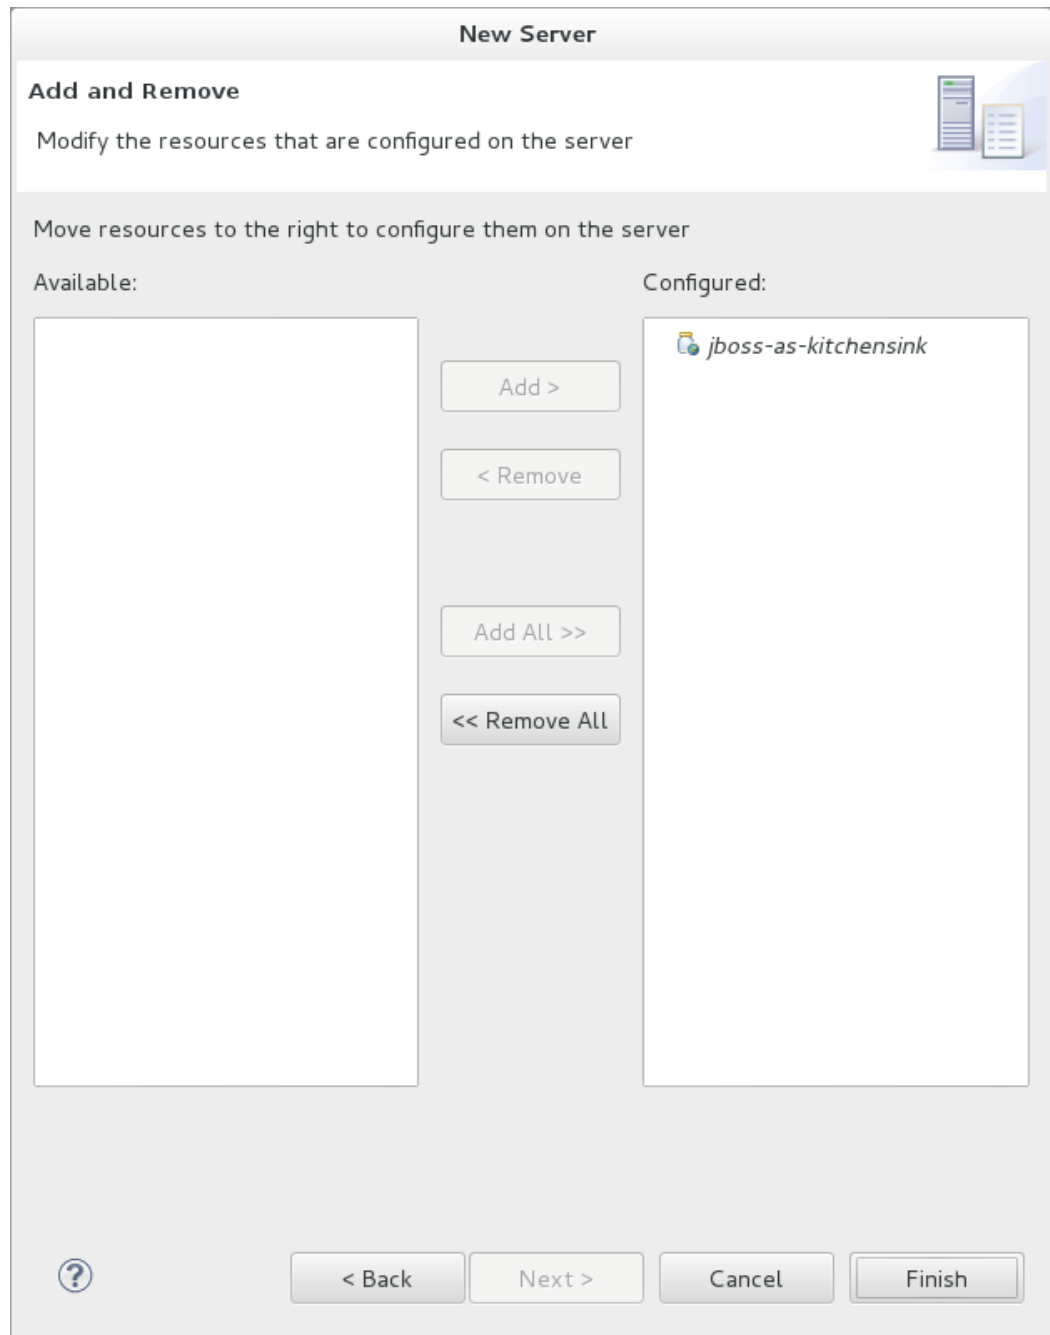 New Server
Add and Remove
Modify the resources that are configured on the server
Move resources to the right to configure them on the server
Available:
Configured:
jboss-as-kitchensink
Add >
< Remove
Add All >>
<< Remove All
?
< Back
Next >
Cancel
Finish